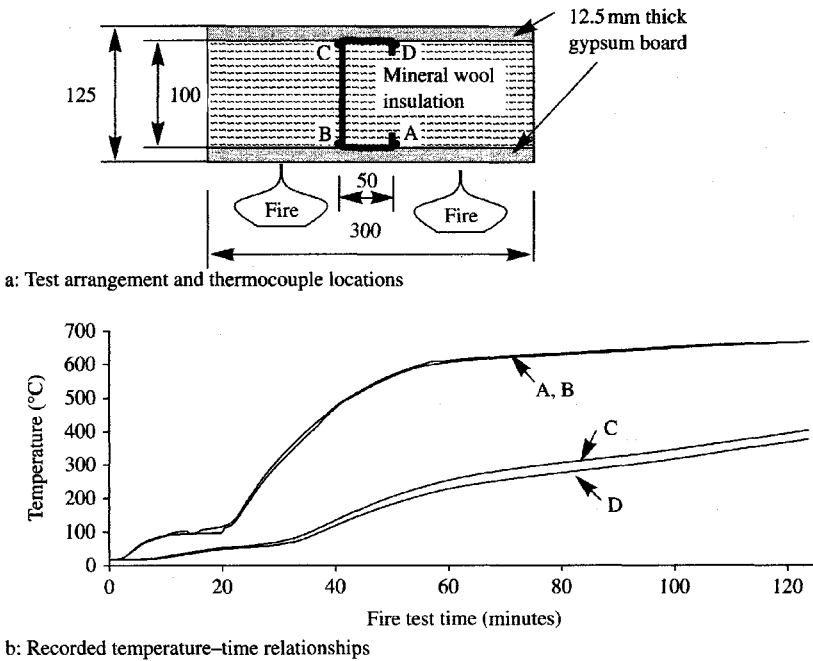 12.5 mm thick
gypsum board
125
100
C
D
Mineral wool
insulation
B
A
50
Fire
Fire
300
a: Test arrangement and thermocouple locations
700
600
500
400
300
200
100
0
Temperature (°C)
A, B
C
D
0
20
40
60
80
100
120
Fire test time (minutes)
b: Recorded temperature–time relationships